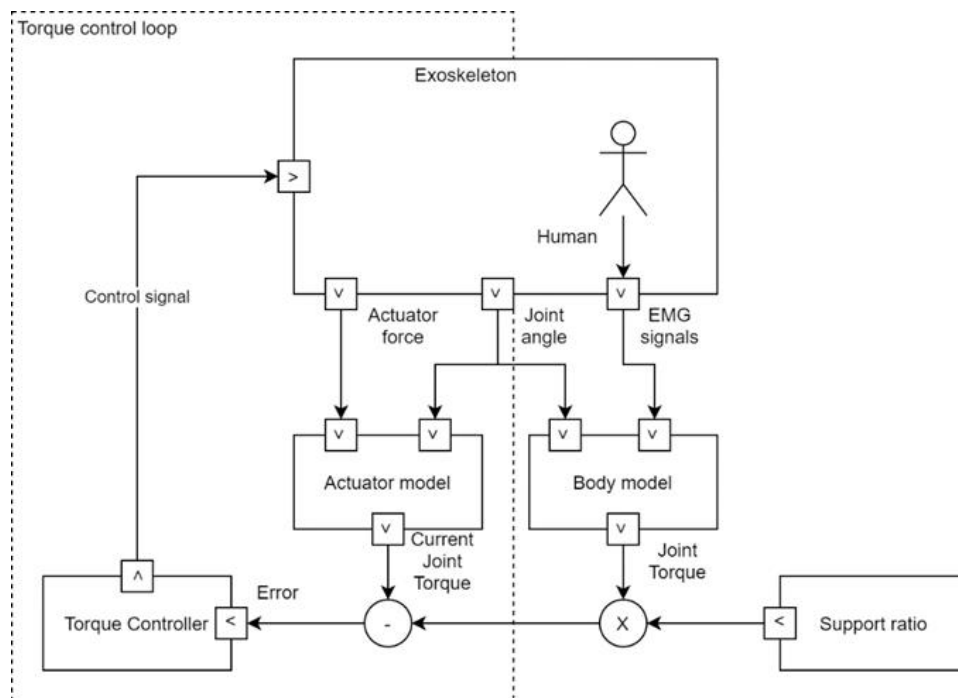 Torque control loop
Exoskeleton
>
Human
Control signal
v
v
v
Actuator
force
Joint
angle
EMG
signals
v
v
v
v
Actuator model
Body model
v
v
Current
Joint
Torque
Joint
Torque
^
Error
Torque Controller
<
-
X
<
Support ratio